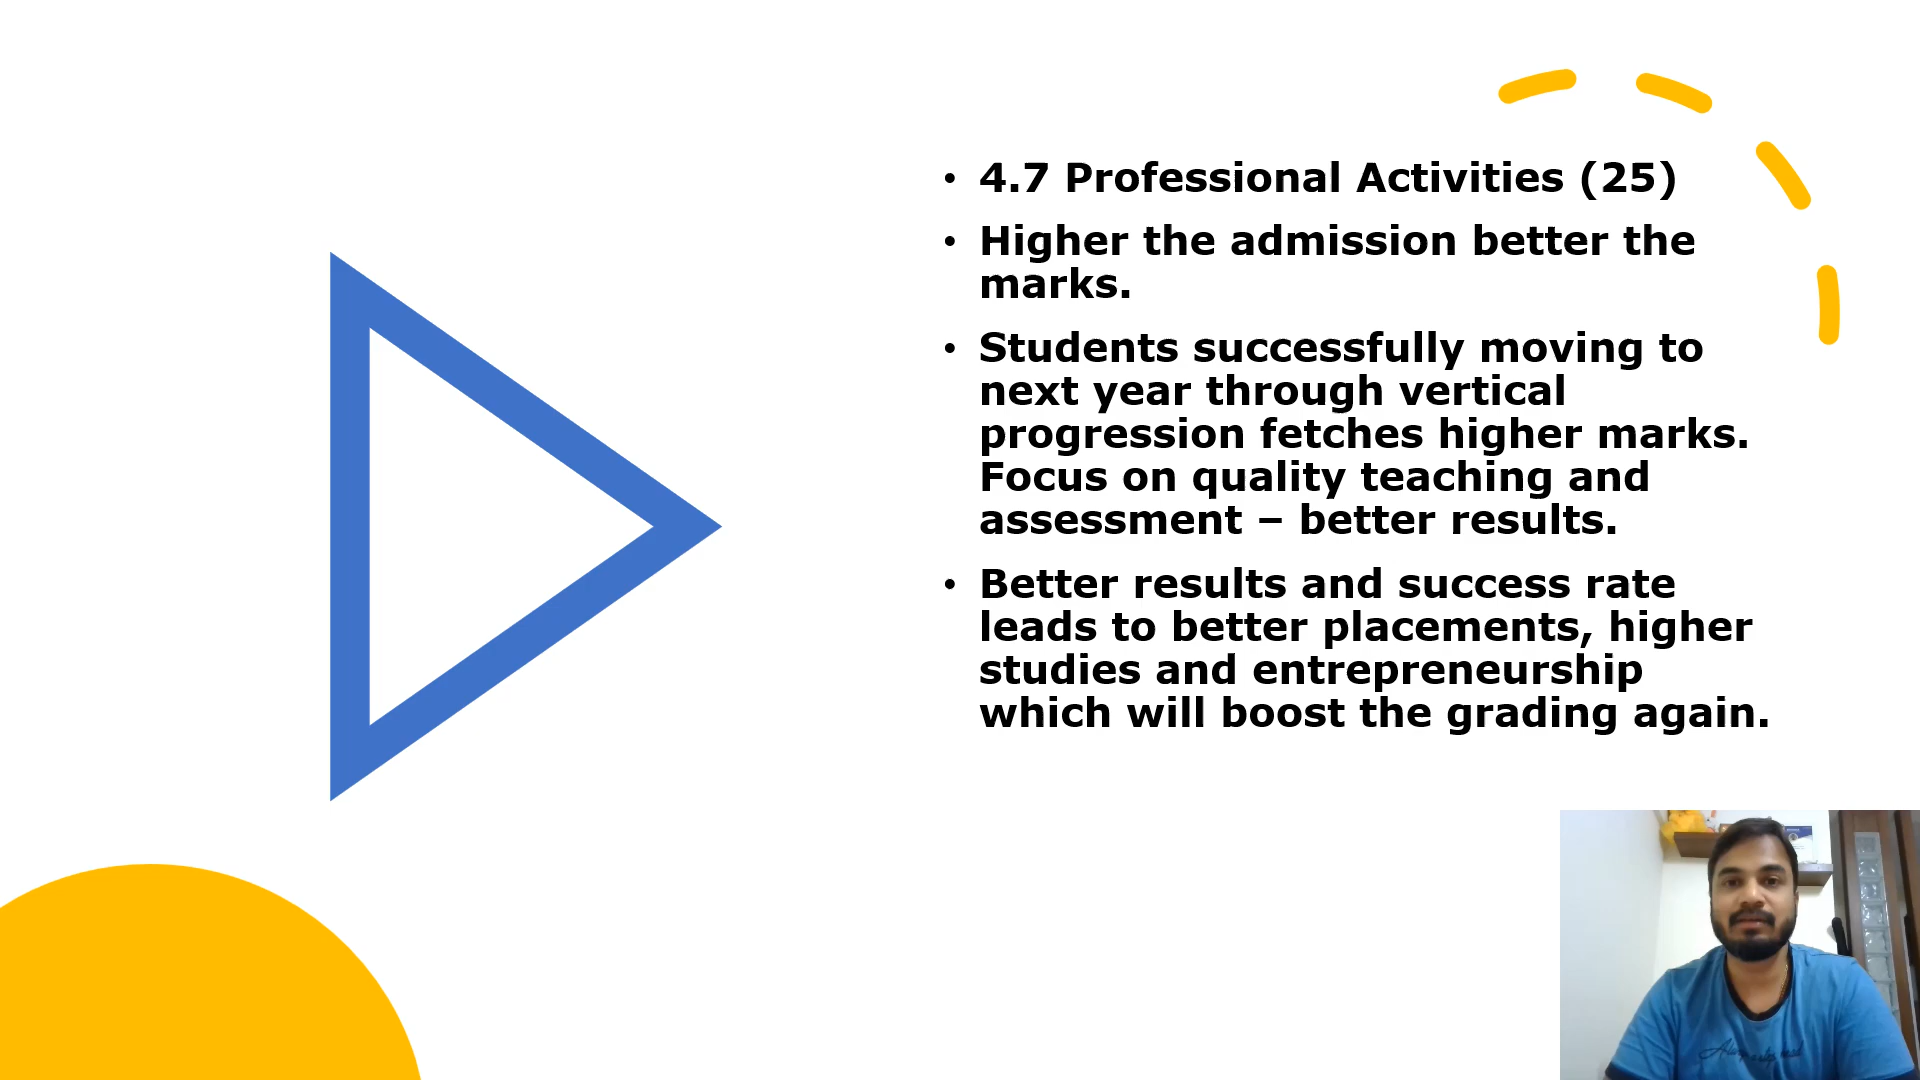 • 4.7 Professional Activities (25)
• Higher the admission better the
marks.
• Students successfully moving to
next year through vertical
progression fetches higher marks.
Focus on quality teaching and
assessment – better results.
• Better results and success rate
leads to better placements, higher
studies and entrepreneurship
which will boost the grading again.